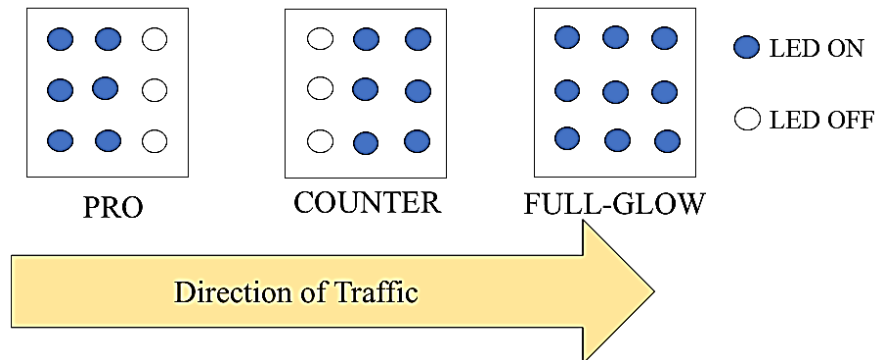 LED ON
LED OFF
PRO
COUNTER
FULL-GLOW
Direction of Traffic